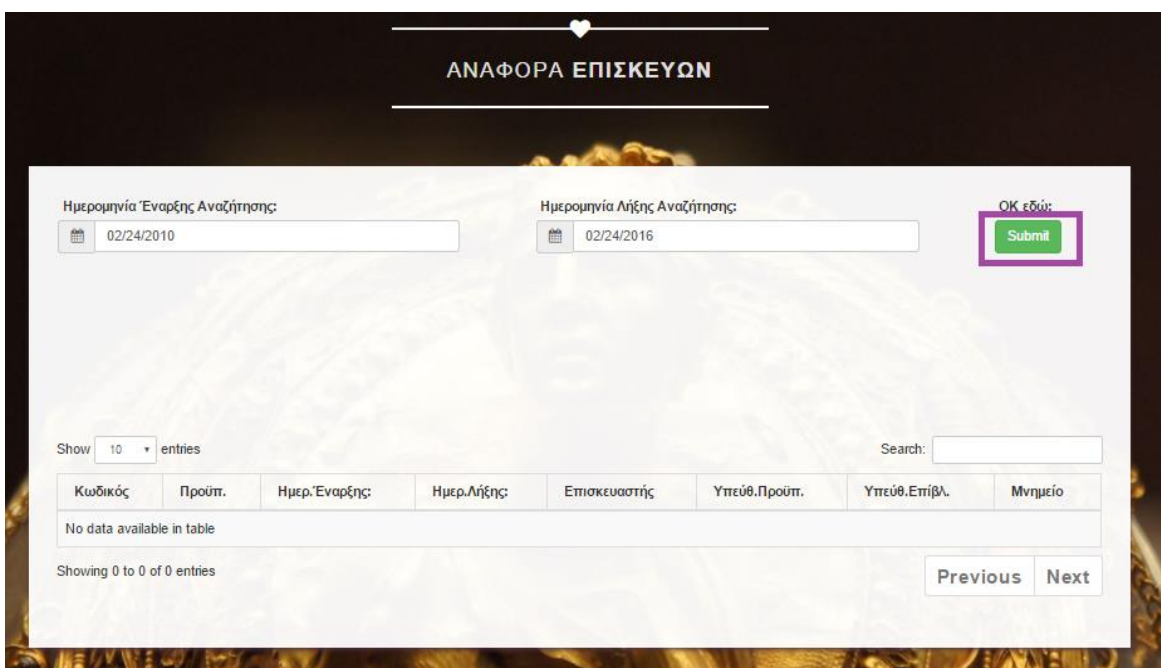 ΑΝΑΦΟΡΑ ΕΠΙΣΚΕΥΩΝ
Ημερομηνία Έναρξης Αναζήτησης: Ημερομηνία Λήξης Αναζήτησης: ΟΚ εδώ:
02/24/2010 02/24/2016 Submit
Show 10 entries Search:
Κωδικός Προϋπ. Ημερ.Έναρξης: Ημερ.Λήξης: Επισκευαστής Υπεύθ.Προϋπ. Υπεύθ.Επίβλ. Μνημείο
No data available in table
Showing 0 to 0 of 0 entries Previous Next